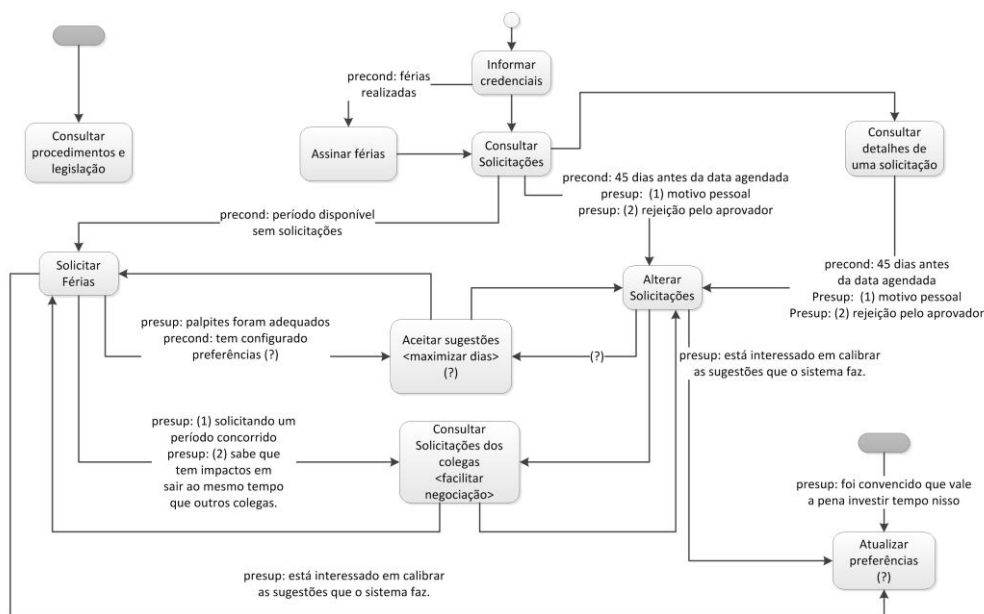 Informar
credenciais
precond: férias
realizadas
Consultar
procedimentos e
legislação
Assinar férias
Consultar
Solicitações
Consultar
detalhes de
uma solicitação
precond: 45 dias antes da data agendada
presup: (1) motivo pessoal
presup: (2) rejeição pelo aprovador
precond: período disponível
sem solicitações
Solicitar
Férias
Alterar
Solicitações
precond: 45 dias antes
da data agendada
Presup: (1) motivo pessoal
Presup: (2) rejeição pelo aprovador
presup: palpites foram adequados
precond: tem configurado
preferências (?)
Aceitar sugestões
<maximizar dias>
(?)
(?)
presup: está interessado em calibrar
as sugestões que o sistema faz.
presup: (1) solicitando um
período concorrido
presup: (2) sabe que
tem impactos em
sair ao mesmo tempo
que outros colegas.
Consultar
Solicitações dos
colegas
<facilitar
negociação>
presup: foi convencido que vale
a pena investir tempo nisso
Atualizar
preferências
(?)
presup: está interessado em calibrar
as sugestões que o sistema faz.